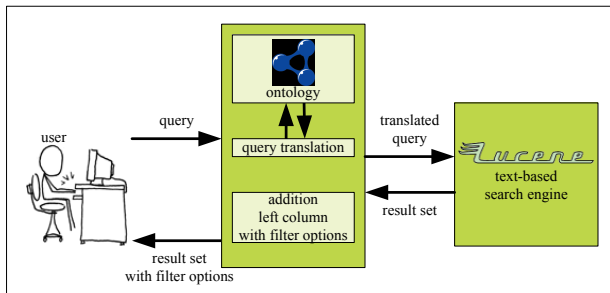 user
query
ontology
query translation
translated
query
Lucene
text-based
search engine
result set
addition
left column
with filter options
result set
with filter options